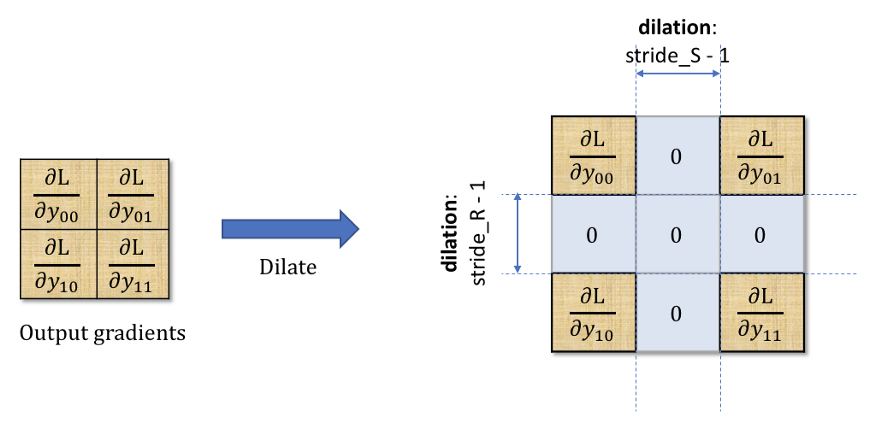 dilation:
stride_S - 1
∂L/∂y₀₀ 0 ∂L/∂y₀₁
∂L/∂y₀₀ ∂L/∂y₀₁
dilation:
stride_R - 1
0 0 0
∂L/∂y₁₀ ∂L/∂y₁₁
Dilate
∂L/∂y₁₀ 0 ∂L/∂y₁₁
Output gradients